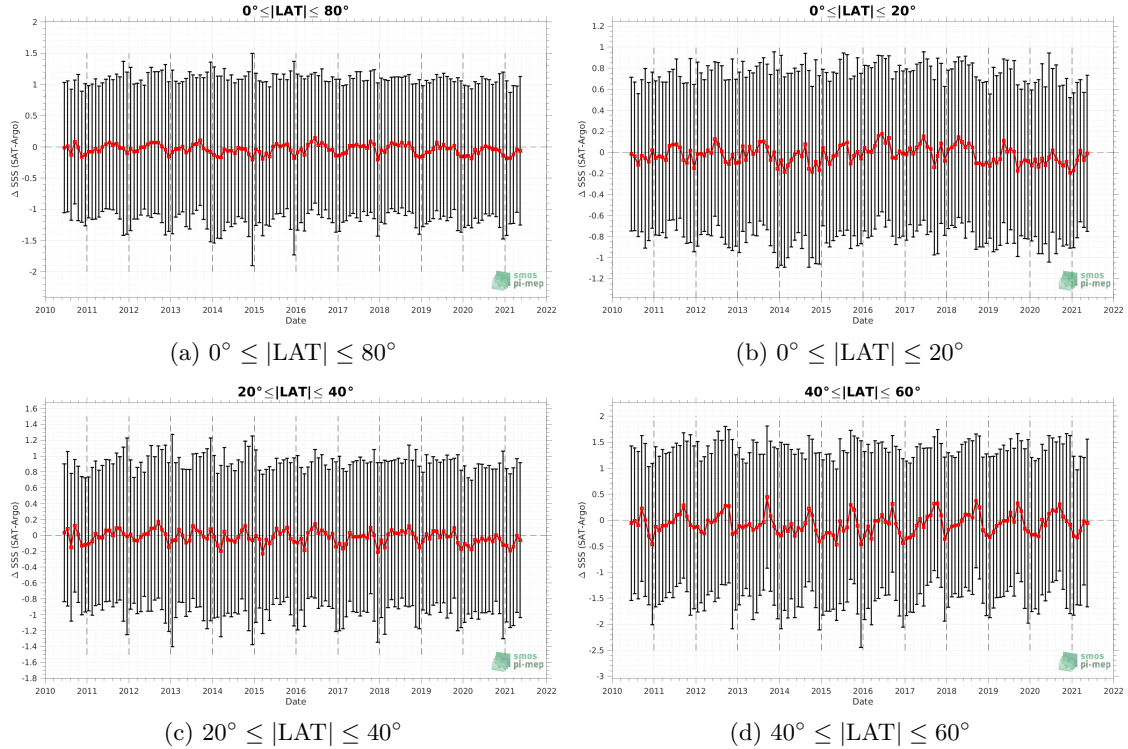 0°≤|LAT|≤ 80°
Δ SSS (SAT-Argo)
2
1.5
1
0.5
0
-0.5
-1
-1.5
-2
2010 2011 2012 2013 2014 2015 2016 2017 2018 2019 2020 2021 2022
Date
smos
pi-mep
(a) 0° ≤ |LAT| ≤ 80°
0°≤|LAT|≤ 20°
Δ SSS (SAT-Argo)
1.2
1
0.8
0.6
0.4
0.2
0
-0.2
-0.4
-0.6
-0.8
-1
-1.2
2010 2011 2012 2013 2014 2015 2016 2017 2018 2019 2020 2021 2022
Date
smos
pi-mep
(b) 0° ≤ |LAT| ≤ 20°
20°≤|LAT|≤ 40°
Δ SSS (SAT-Argo)
1.6
1.4
1.2
1
0.8
0.6
0.4
0.2
0
-0.2
-0.4
-0.6
-0.8
-1
-1.2
-1.4
-1.6
-1.8
2010 2011 2012 2013 2014 2015 2016 2017 2018 2019 2020 2021 2022
Date
smos
pi-mep
(c) 20° ≤ |LAT| ≤ 40°
40°≤|LAT|≤ 60°
Δ SSS (SAT-Argo)
2
1.5
1
0.5
0
-0.5
-1
-1.5
-2
-2.5
-3
2010 2011 2012 2013 2014 2015 2016 2017 2018 2019 2020 2021 2022
Date
smos
pi-mep
(d) 40° ≤ |LAT| ≤ 60°